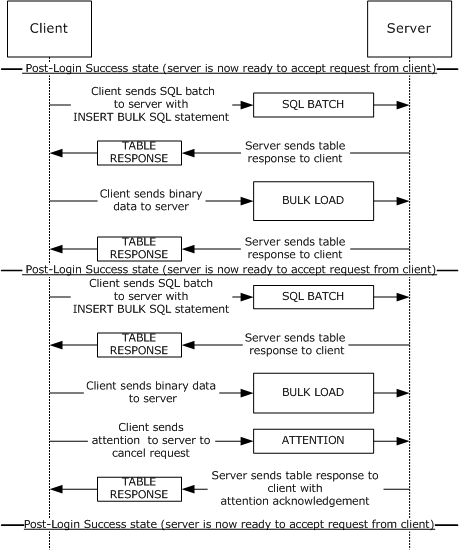 Client
Server
Post-Login Success state (server is now ready to accept request from client)
Client sends SQL batch
to server with
INSERT BULK SQL statement
SQL BATCH
TABLE
RESPONSE
Server sends table
response to client
Client sends binary
data to server
BULK LOAD
TABLE
RESPONSE
Server sends table
response to client
Post-Login Success state (server is now ready to accept request from client)
Client sends SQL batch
to server with
INSERT BULK SQL statement
SQL BATCH
TABLE
RESPONSE
Server sends table
response to client
Client sends binary data
to server
BULK LOAD
Client sends
attention to server to
cancel request
ATTENTION
TABLE
RESPONSE
Server sends table response to
client with
attention acknowledgement
Post-Login Success state (server is now ready to accept request from client)